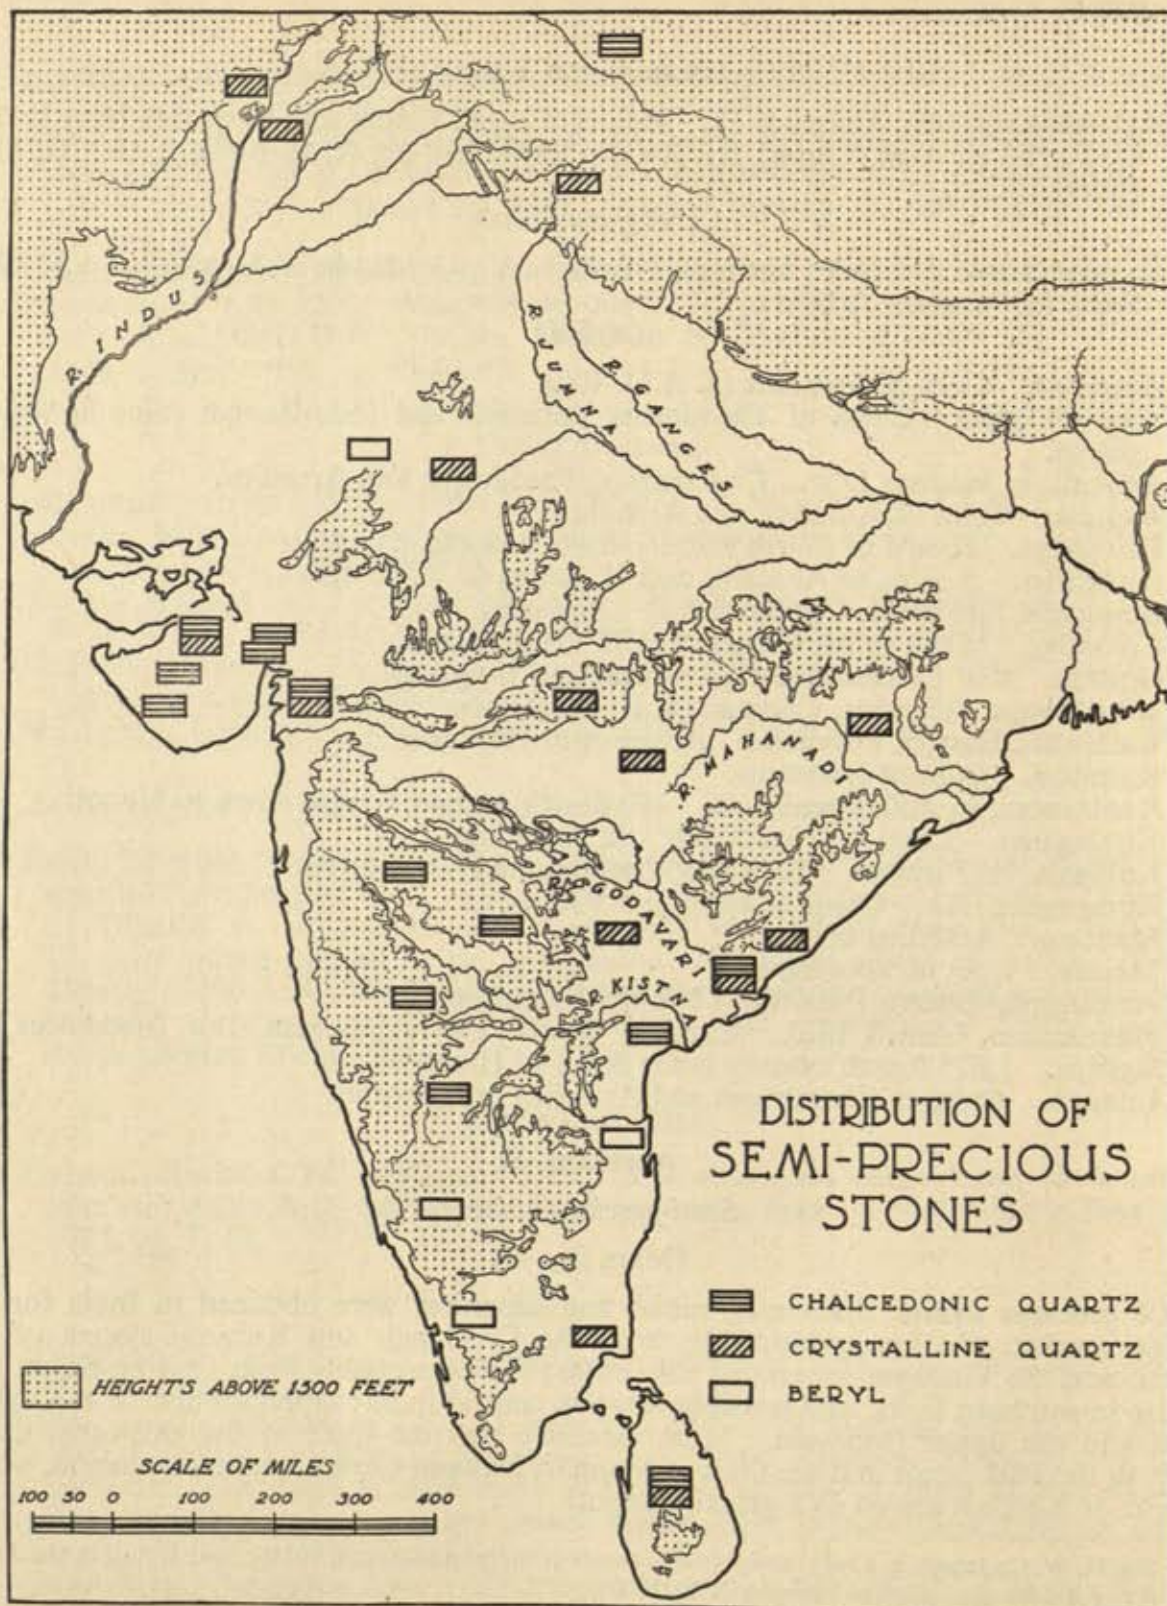 R. INDUS
R. JUMNA
R. GANGES
R. MAHANADI
R. GODAVARI
R. KISTNA
DISTRIBUTION OF
SEMI-PRECIOUS
STONES
CHALCEDONIC QUARTZ
CRYSTALLINE QUARTZ
BERYL
HEIGHTS ABOVE 1500 FEET
SCALE OF MILES
100 50 0 100 200 300 400